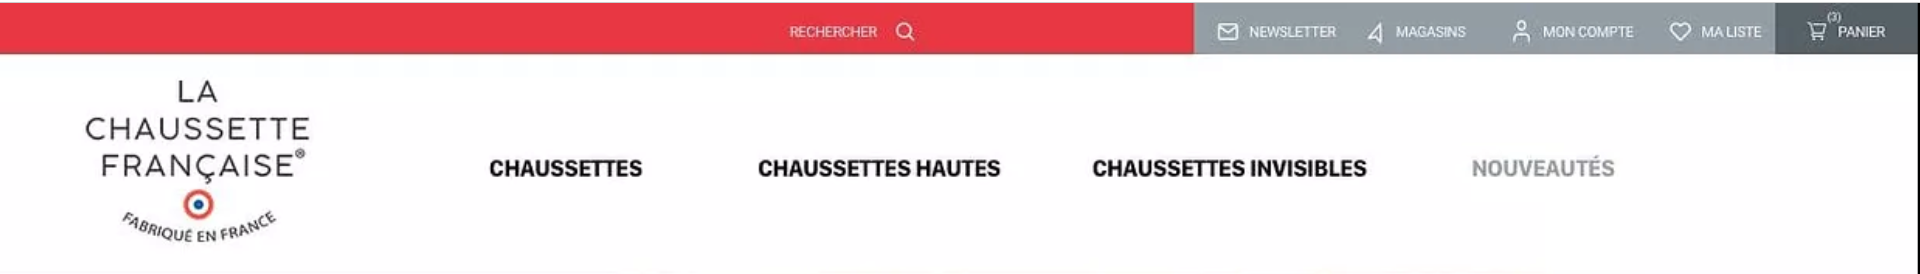 RECHERCHER
NEWSLETTER
MAGASINS
MON COMPTE
MA LISTE
(3)
PANIER
LA
CHAUSSETTE
FRANÇAISE®
FABRIQUÉ EN FRANCE
CHAUSSETTES
CHAUSSETTES HAUTES
CHAUSSETTES INVISIBLES
NOUVEAUTÉS